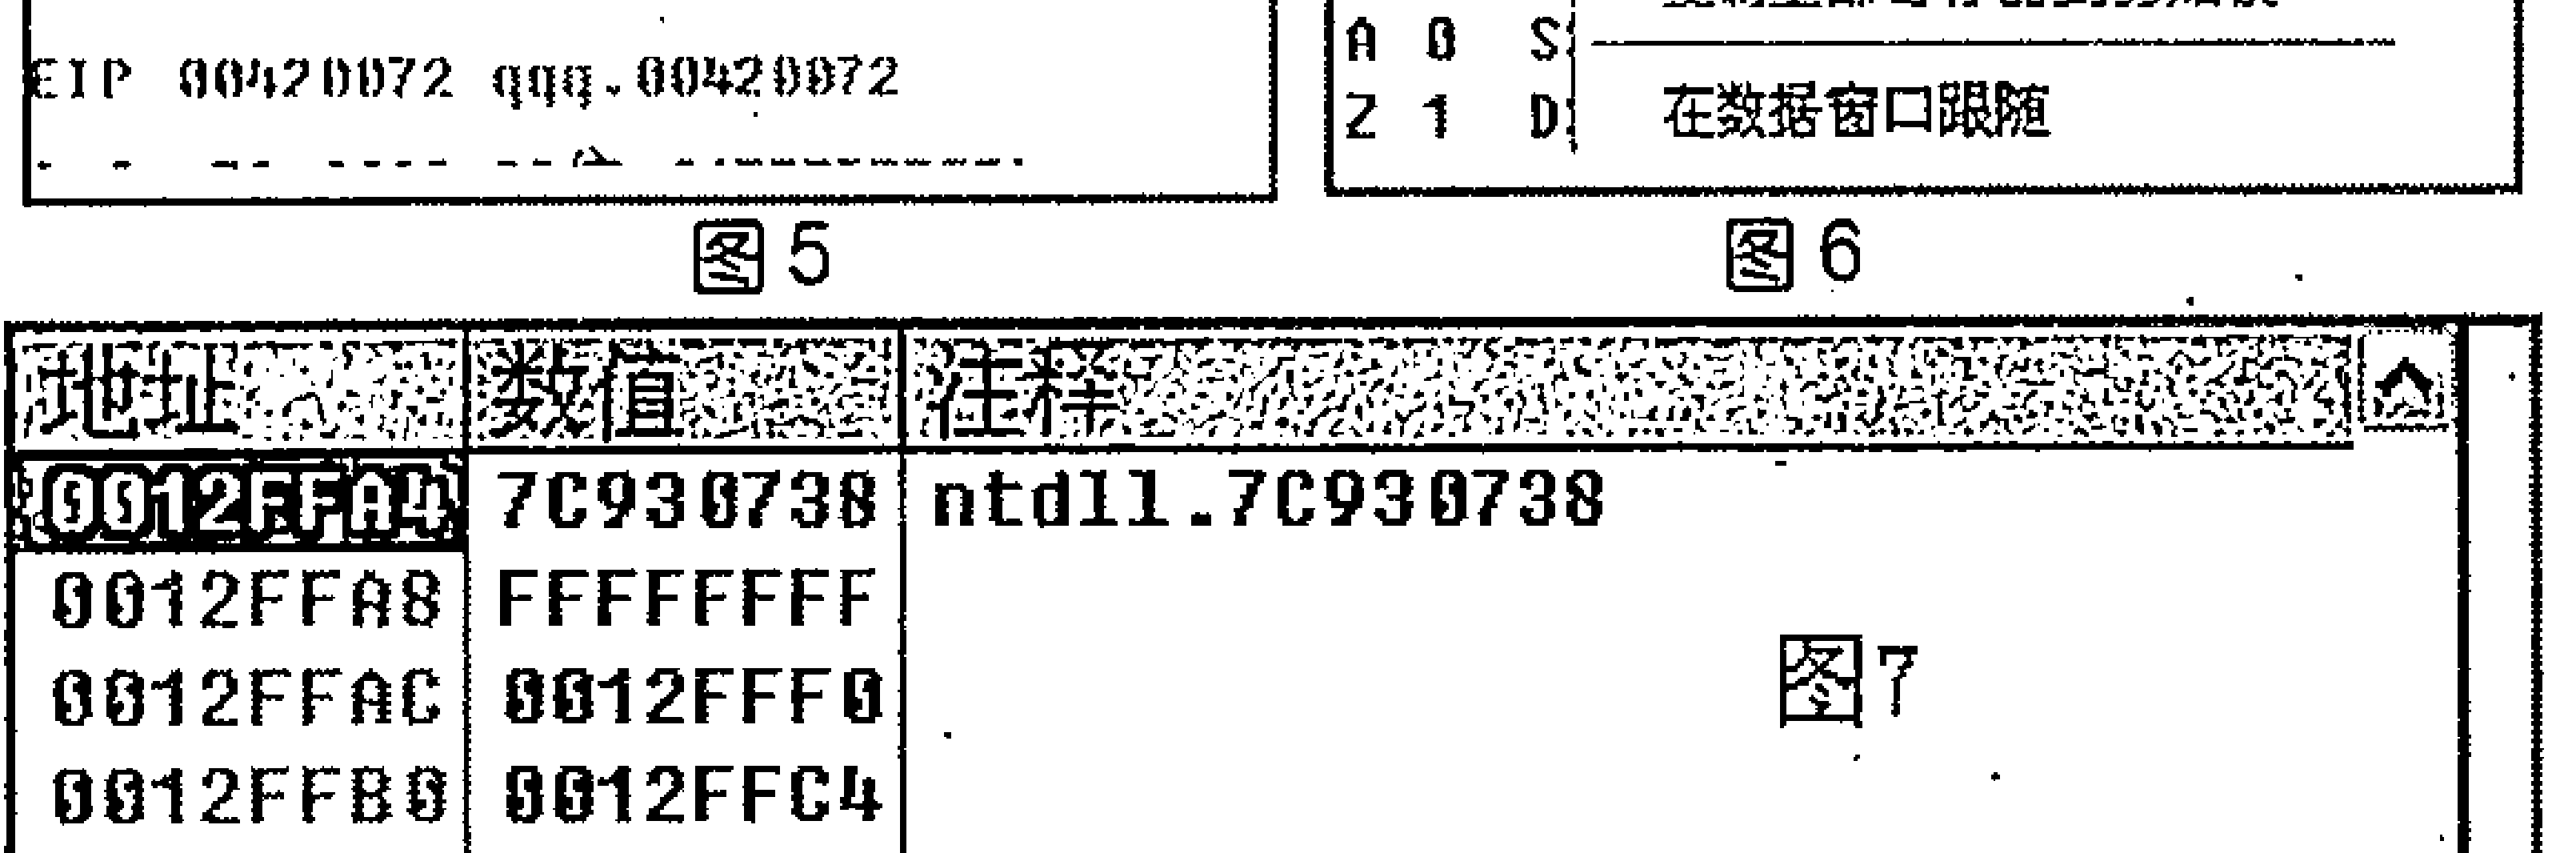 EIP 00420072 qqq.00420072
图5
A 0 S
Z 1 D
在数据窗口跟随
图6
地址 数值 注释
0012FFA4 7C930738 ntdll.7C930738
0012FFA8 FFFFFFFF
0012FFAC 0012FFF0
0012FFB0 0012FFC4
图7